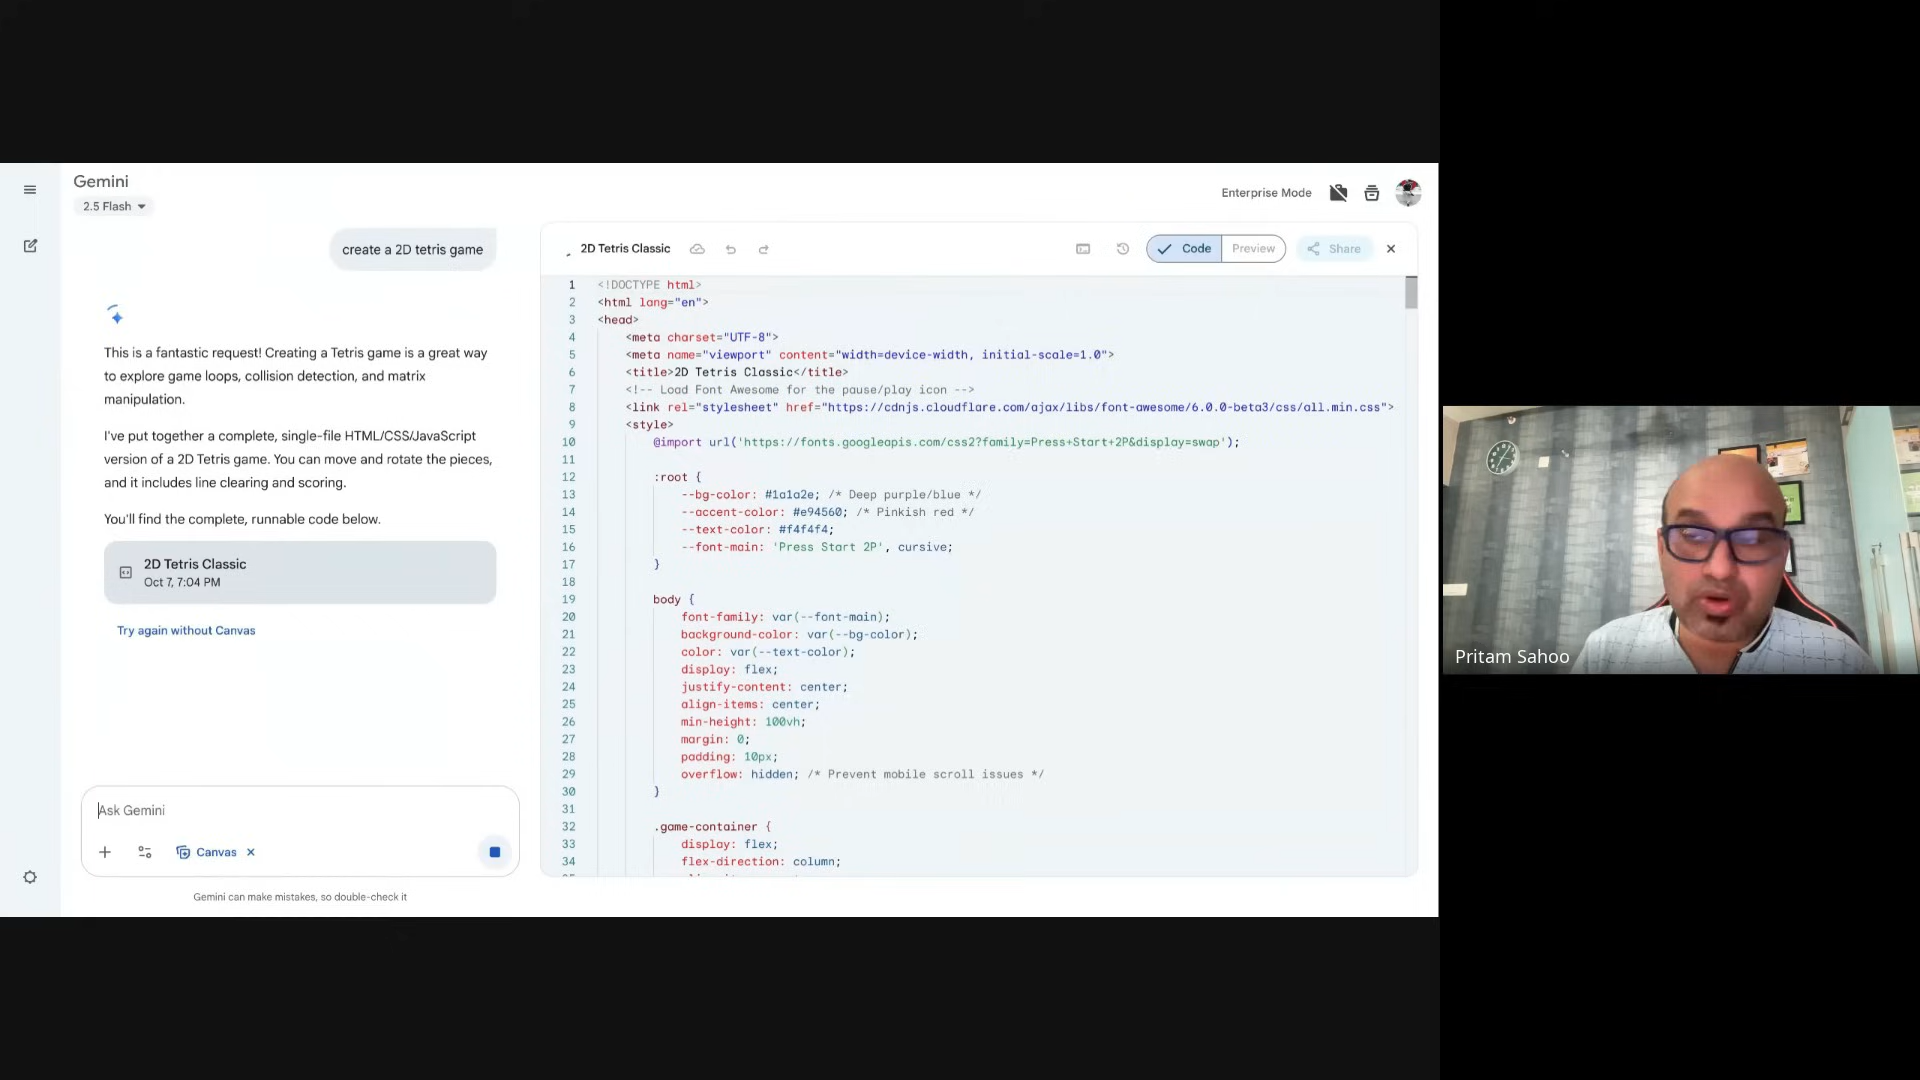 Gemini
2.5 Flash
Enterprise Mode
create a 2D tetris game
This is a fantastic request! Creating a Tetris game is a great way
to explore game loops, collision detection, and matrix
manipulation.
I've put together a complete, single-file HTML/CSS/JavaScript
version of a 2D Tetris game. You can move and rotate the pieces,
and it includes line clearing and scoring.
You'll find the complete, runnable code below.
2D Tetris Classic
Oct 7, 7:04 PM
Try again without Canvas
Ask Gemini
Canvas
Gemini can make mistakes, so double-check it
2D Tetris Classic
Code
Preview
Share
1 <!DOCTYPE html>
2 <html lang="en">
3 <head>
4 <meta charset="UTF-8">
5 <meta name="viewport" content="width=device-width, initial-scale=1.0">
6 <title>2D Tetris Classic</title>
7 <!-- Load Font Awesome for the pause/play icon -->
8 <link rel="stylesheet" href="https://cdnjs.cloudflare.com/ajax/libs/font-awesome/6.0.0-beta3/css/all.min.css">
9 <style>
10 @import url('https://fonts.googleapis.com/css2?family=Press+Start+2P&display=swap');
11
12 :root {
13 --bg-color: #1a1a2e; /* Deep purple/blue */
14 --accent-color: #e94560; /* Pinkish red */
15 --text-color: #f4f4f4;
16 --font-main: 'Press Start 2P', cursive;
17 }
18
19 body {
20 font-family: var(--font-main);
21 background-color: var(--bg-color);
22 color: var(--text-color);
23 display: flex;
24 justify-content: center;
25 align-items: center;
26 min-height: 100vh;
27 margin: 0;
28 padding: 10px;
29 overflow: hidden; /* Prevent mobile scroll issues */
30 }
31
32 .game-container {
33 display: flex;
34 flex-direction: column;
Pritam Sahoo